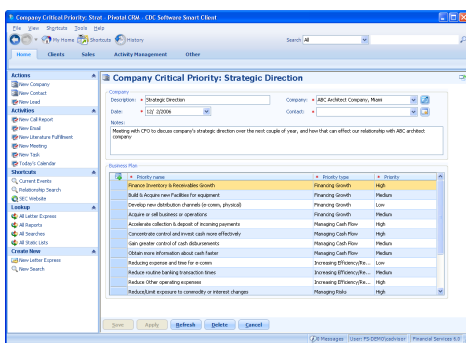 Company Critical Priority: Strat - Pivotal CRM - CDC Software Smart Client
File View Shortcuts Tools Help
My Home Shortcuts History Search All
Home Clients Sales Activity Management Other
Actions
New Company
New Contact
New Lead
Activities
New Call Report
New Email
New Literature Fulfillment
New Meeting
New Task
Today's Calendar
Shortcuts
Current Events
Relationship Search
SEC Website
Lookup
All Letter Express
All Reports
All Searches
All Static Lists
Create New
New Letter Express
New Search
Company Critical Priority: Strategic Direction
Company
Description: * Strategic Direction Company: * ABC Architect Company, Miami
Date: * 12/ 2/2006 Contact: *
Notes:
Meeting with CFO to discuss company's strategic direction over the next couple of year, and how that can effect our relationship with ABC architect
company
Business Plan
* Priority name * Priority type * Priority
Finance Inventory & Receivables Growth Financing Growth High
Build & Acquire new Facilities for equipment Financing Growth Medium
Develop new distribution channels (e-comm, physical) Financing Growth Low
Acquire or sell business or operations Financing Growth Medium
Accelerate collection & deposit of incoming payments Managing Cash Flow High
Concentrate control and invest cash more effectively Managing Cash Flow High
Gain greater control of cash disbursements Managing Cash Flow Medium
Obtain more information about cash faster Managing Cash Flow Medium
Reducing expense and time for e-comm Increasing Efficiency/Re... Low
Reduce routine banking transaction times Increasing Efficiency/Re... Medium
Reduce Other operating expenses Increasing Efficiency/Re... High
Reduce/Limit exposure to commodity or interest changes Managing Risks High
Save Apply Refresh Delete Cancel
0 Messages User: FS-DEMO\cadvisor Financial Services 6.0